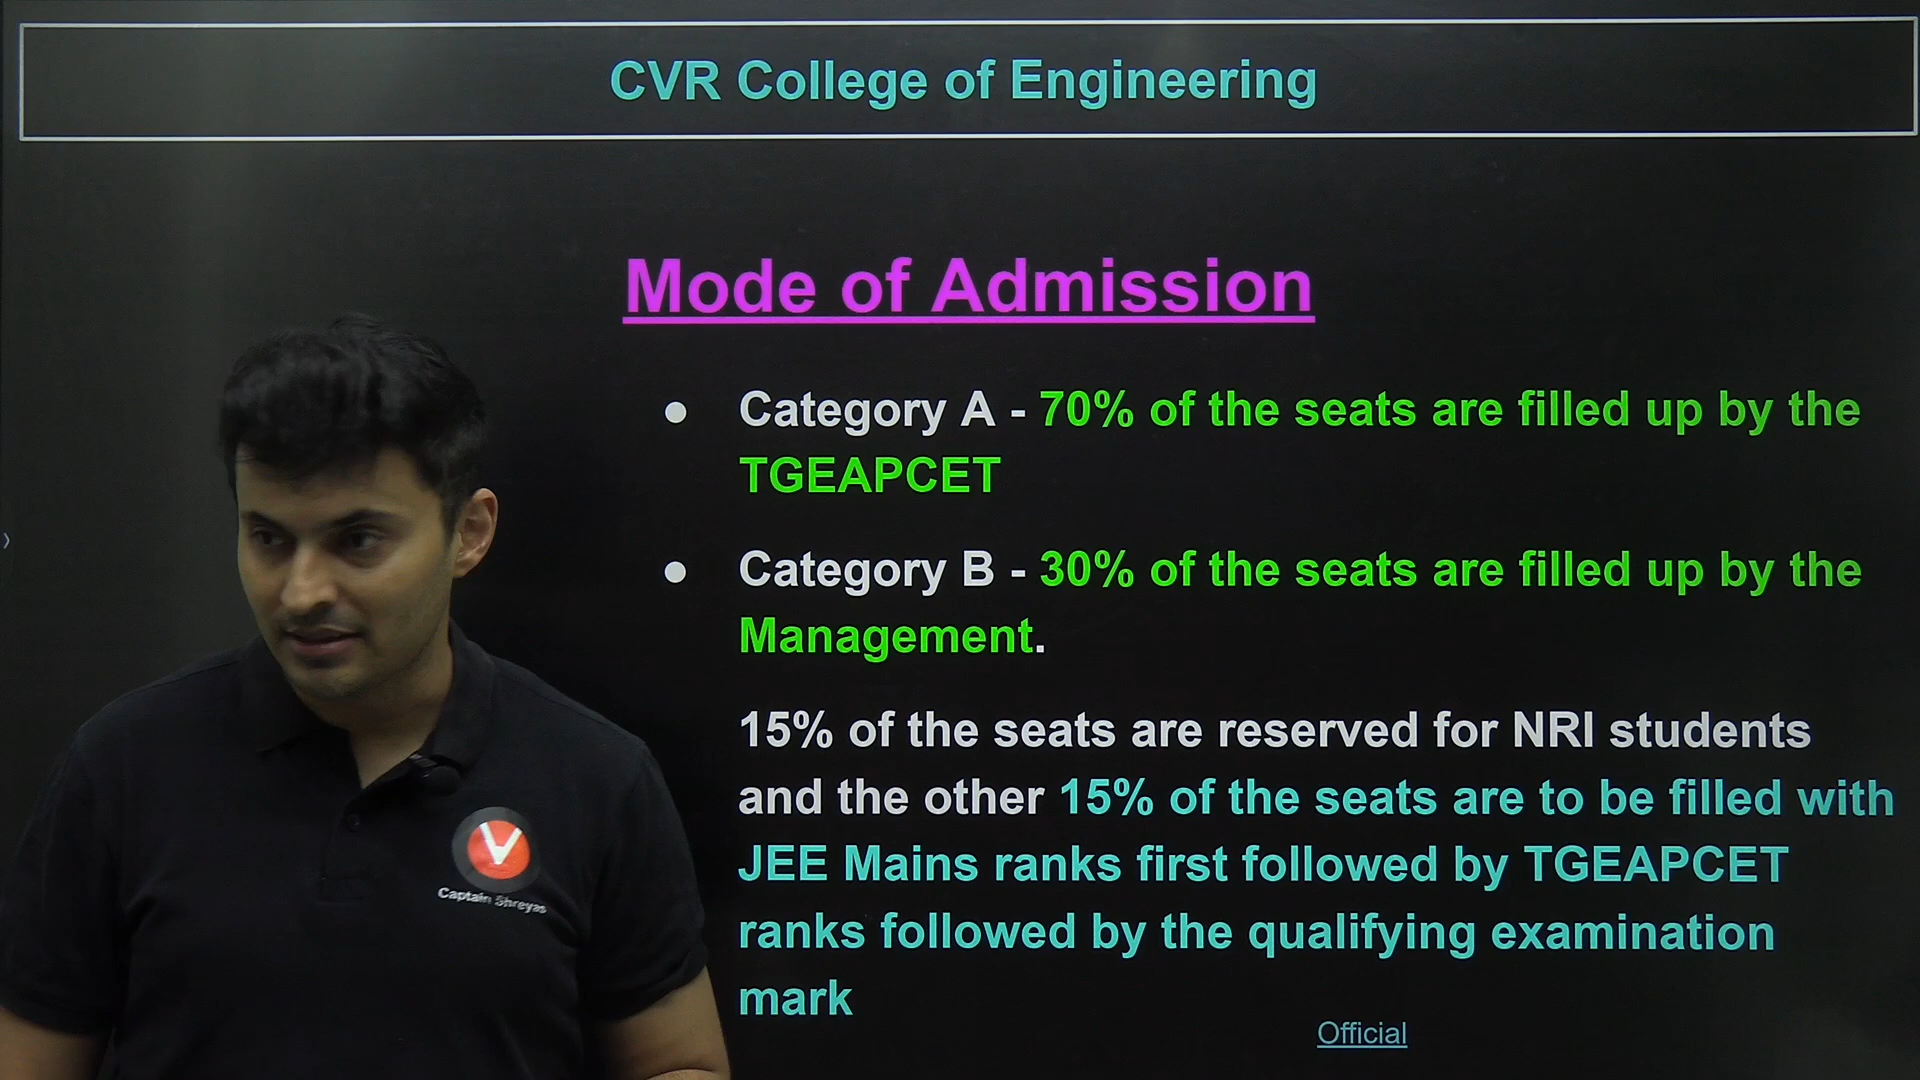 CVR College of Engineering
Mode of Admission
● Category A - 70% of the seats are filled up by the
TGEAPCET
● Category B - 30% of the seats are filled up by the
Management.
15% of the seats are reserved for NRI students
and the other 15% of the seats are to be filled with
JEE Mains ranks first followed by TGEAPCET
ranks followed by the qualifying examination
mark
Official
V
Captain Shreyas